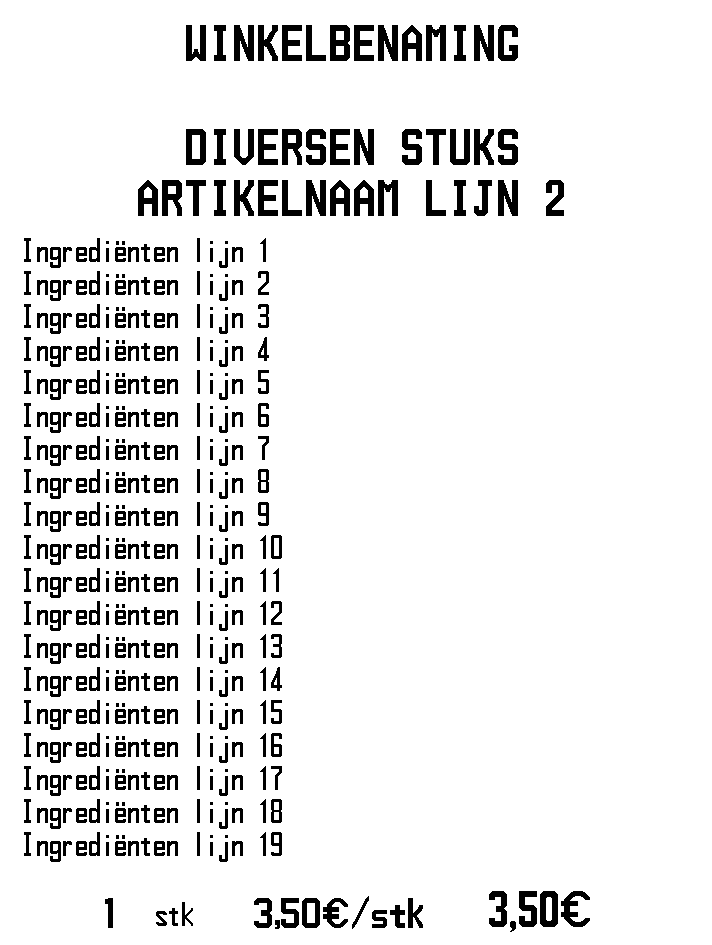 WINKELBENAMING
DIVERSEN STUKS
ARTIKELNAAM LIJN 2
Ingrediënten lijn 1
Ingrediënten lijn 2
Ingrediënten lijn 3
Ingrediënten lijn 4
Ingrediënten lijn 5
Ingrediënten lijn 6
Ingrediënten lijn 7
Ingrediënten lijn 8
Ingrediënten lijn 9
Ingrediënten lijn 10
Ingrediënten lijn 11
Ingrediënten lijn 12
Ingrediënten lijn 13
Ingrediënten lijn 14
Ingrediënten lijn 15
Ingrediënten lijn 16
Ingrediënten lijn 17
Ingrediënten lijn 18
Ingrediënten lijn 19
1 stk 3,50€/stk 3,50€